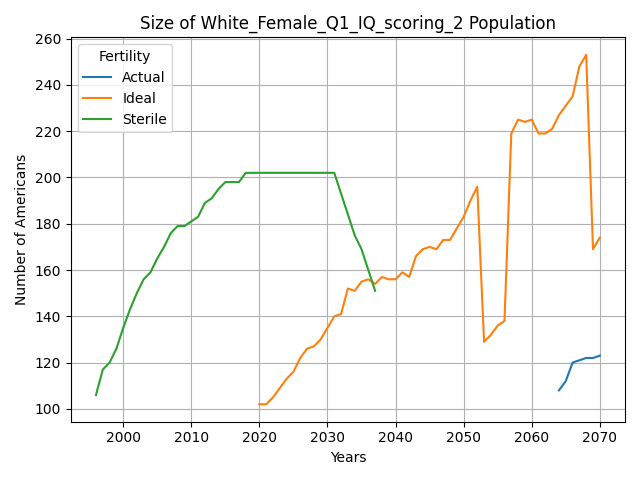 Size of White_Female_Q1_IQ_scoring_2 Population
Fertility
Actual
Ideal
Sterile
Number of Americans
260
240
220
200
180
160
140
120
100
2000
2010
2020
2030
2040
2050
2060
2070
Years